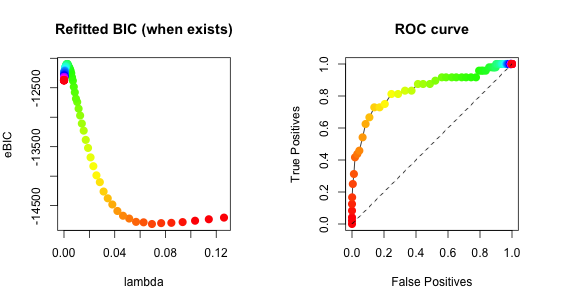 Refitted BIC (when exists)
eBIC
-12500
-13500
-14500
0.00 0.04 0.08 0.12
lambda
ROC curve
True Positives
1.0
0.8
0.6
0.4
0.2
0.0
0.0 0.2 0.4 0.6 0.8 1.0
False Positives